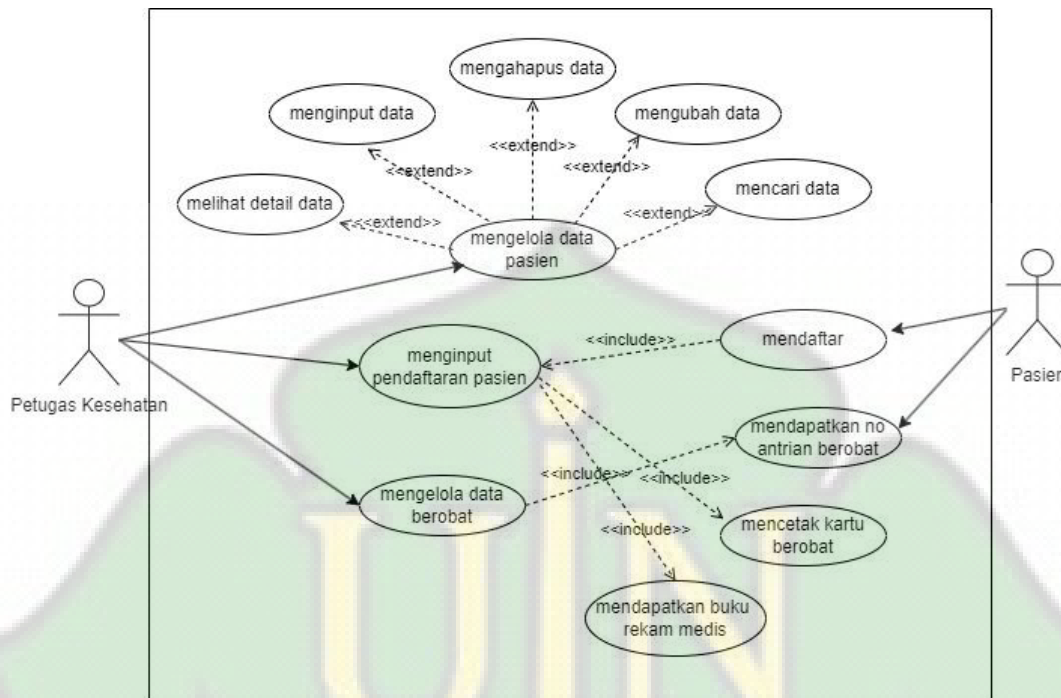 mengahapus data
menginput data
mengubah data
<<extend>>
<<extend>>
<<extend>>
melihat detail data
mencari data
<<extend>>
<<extend>>
mengelola data
pasien
Petugas Kesehatan
Pasien
menginput
pendaftaran pasien
<<include>>
mendaftar
mendapatkan no
antrian berobat
mengelola data
berobat
<<include>>
<<include>>
<<include>>
mencetak kartu
berobat
mendapatkan buku
rekam medis
UIN